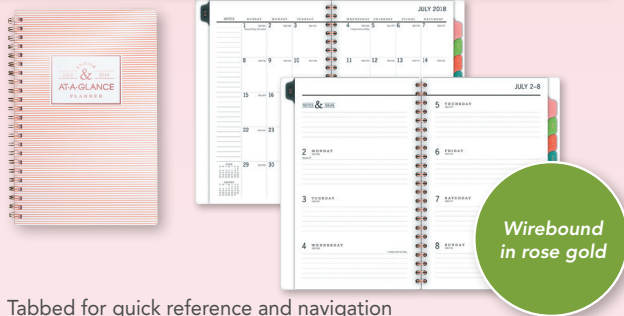 JULY 2018
NOTES SUNDAY MONDAY TUESDAY WEDNESDAY THURSDAY FRIDAY SATURDAY
1 2 3 4 5 6 7
8 9 10 11 12 13 14
15 16
22 23
29 30
2018 2019
&
AT-A-GLANCE
PLANNER
JULY 2–8
NOTES & IDEAS
5 THURSDAY
2 MONDAY
6 FRIDAY
3 TUESDAY
7 SATURDAY
4 WEDNESDAY
8 SUNDAY
Wirebound
in rose gold
Tabbed for quick reference and navigation